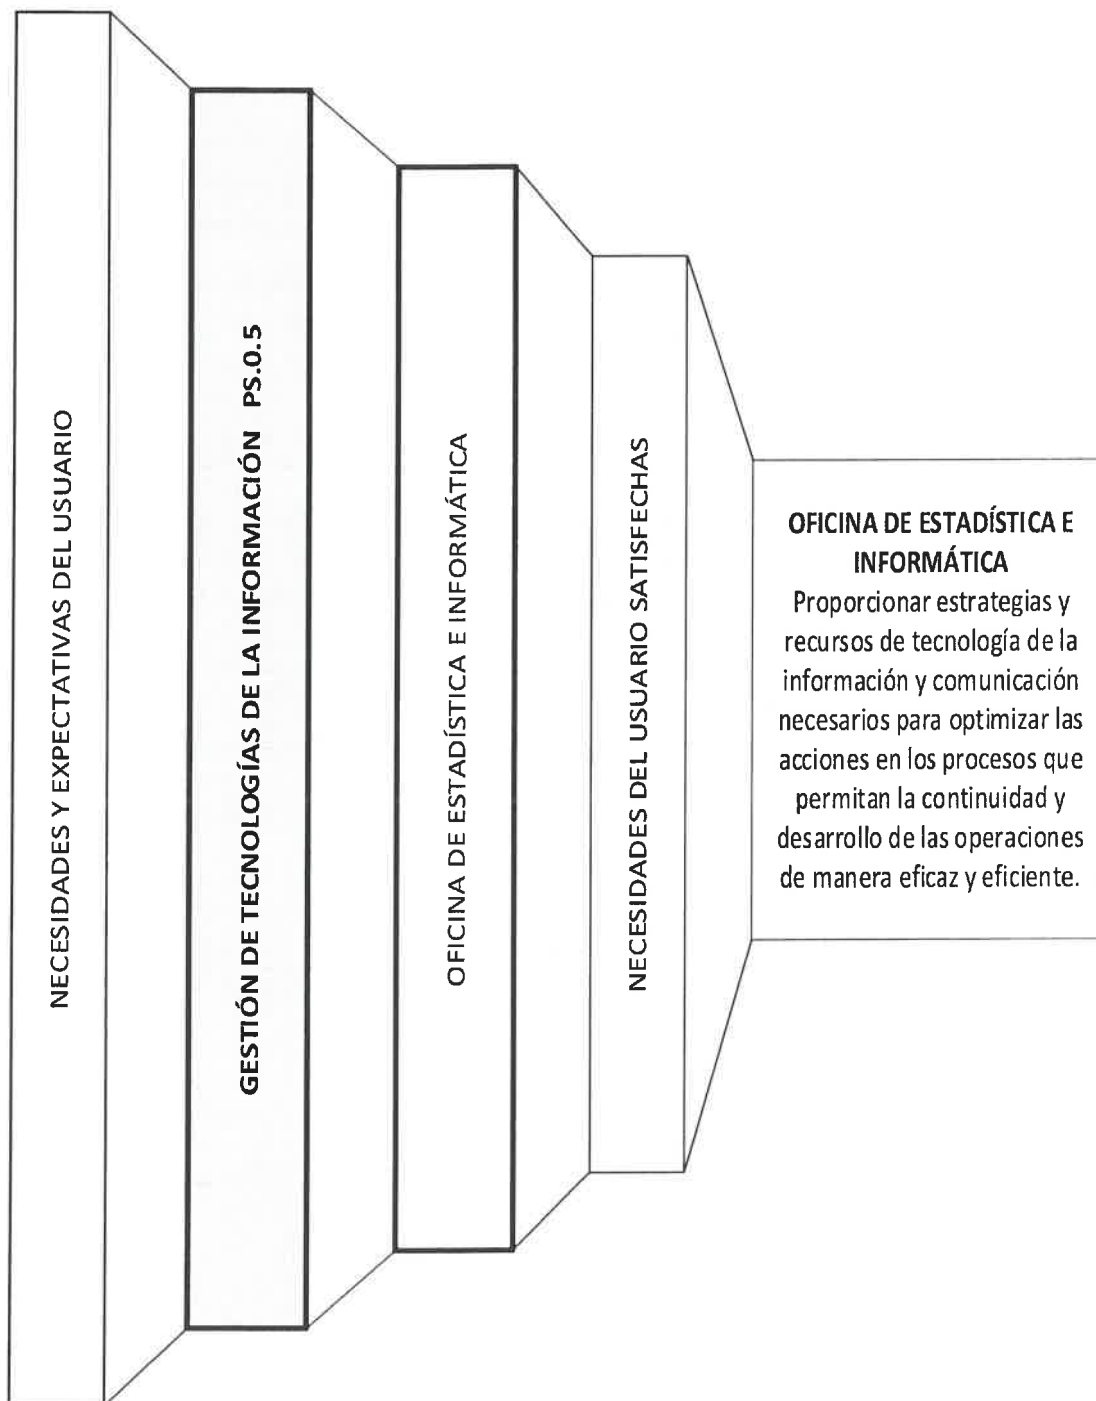 NECESIDADES Y EXPECTATIVAS DEL USUARIO
GESTIÓN DE TECNOLOGÍAS DE LA INFORMACIÓN PS.0.5
OFICINA DE ESTADÍSTICA E INFORMÁTICA
NECESIDADES DEL USUARIO SATISFECHAS
OFICINA DE ESTADÍSTICA E
INFORMÁTICA
Proporcionar estrategias y
recursos de tecnología de la
información y comunicación
necesarios para optimizar las
acciones en los procesos que
permitan la continuidad y
desarrollo de las operaciones
de manera eficaz y eficiente.